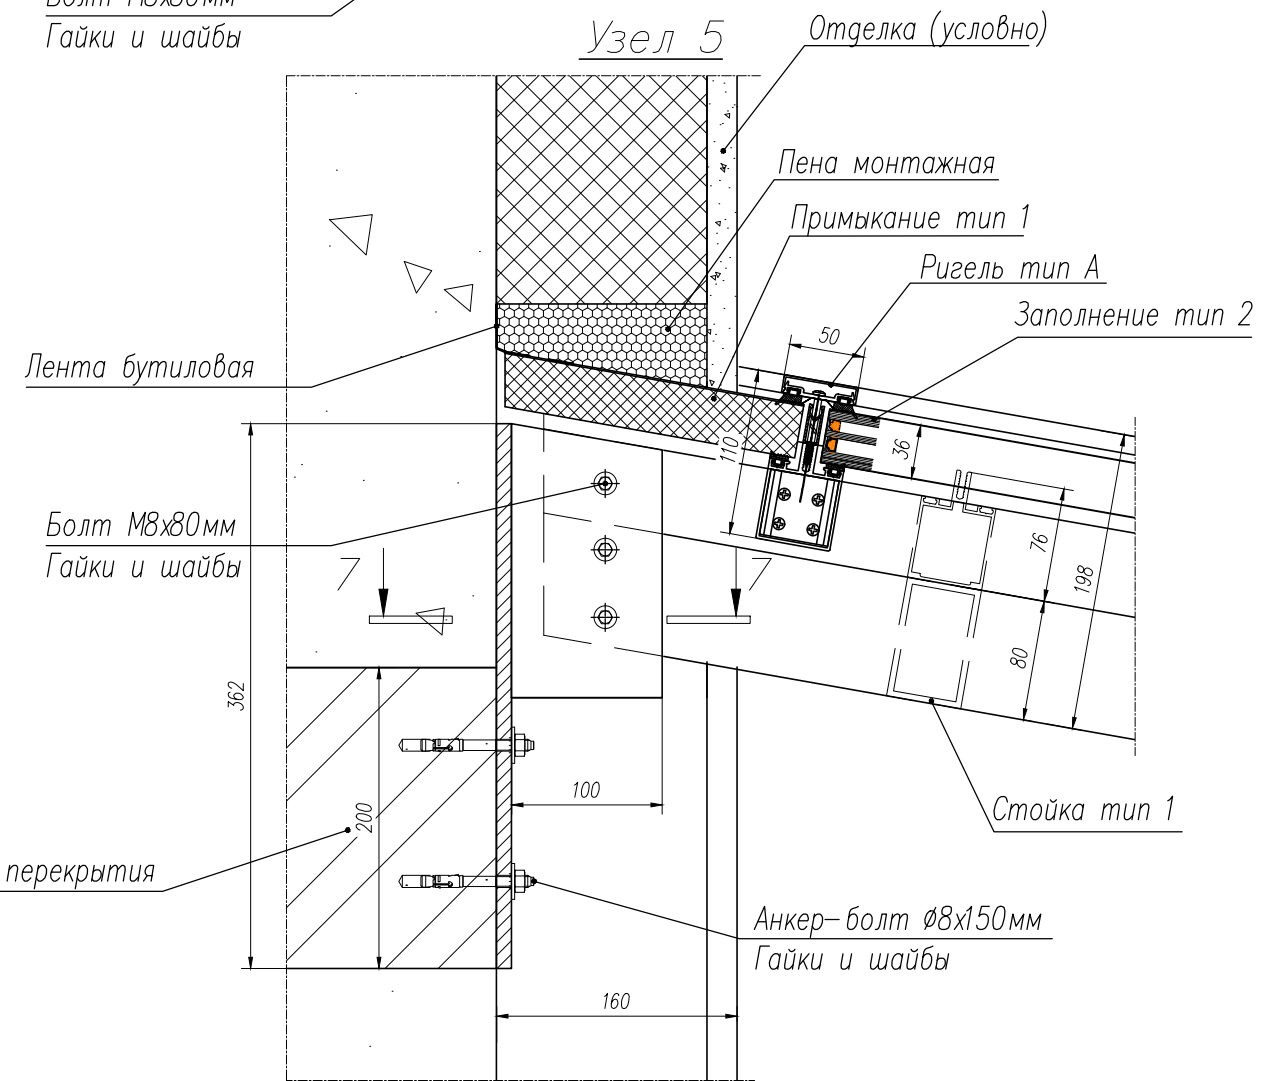 Болт М8х80мм
Гайки и шайбы
Узел 5
Отделка (условно)
Пена монтажная
Примыкание тип 1
Ригель тип А
Заполнение тип 2
50
Лента бутиловая
110
36
Болт М8х80мм
Гайки и шайбы
7
7
76
198
80
362
200
100
Стойка тип 1
перекрытия
Анкер-болт Ø8х150мм
Гайки и шайбы
160